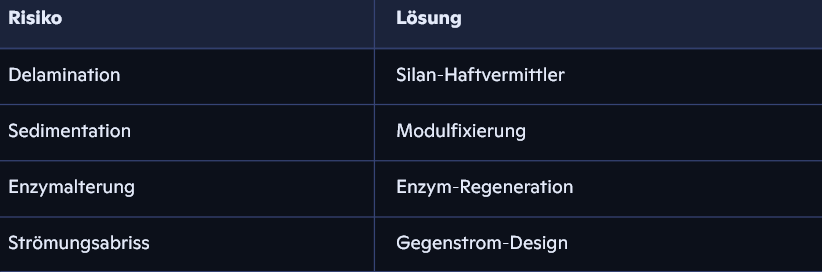 Risiko Lösung
Delamination Silan-Haftvermittler
Sedimentation Modulfixierung
Enzymalterung Enzym-Regeneration
Strömungsabriss Gegenstrom-Design